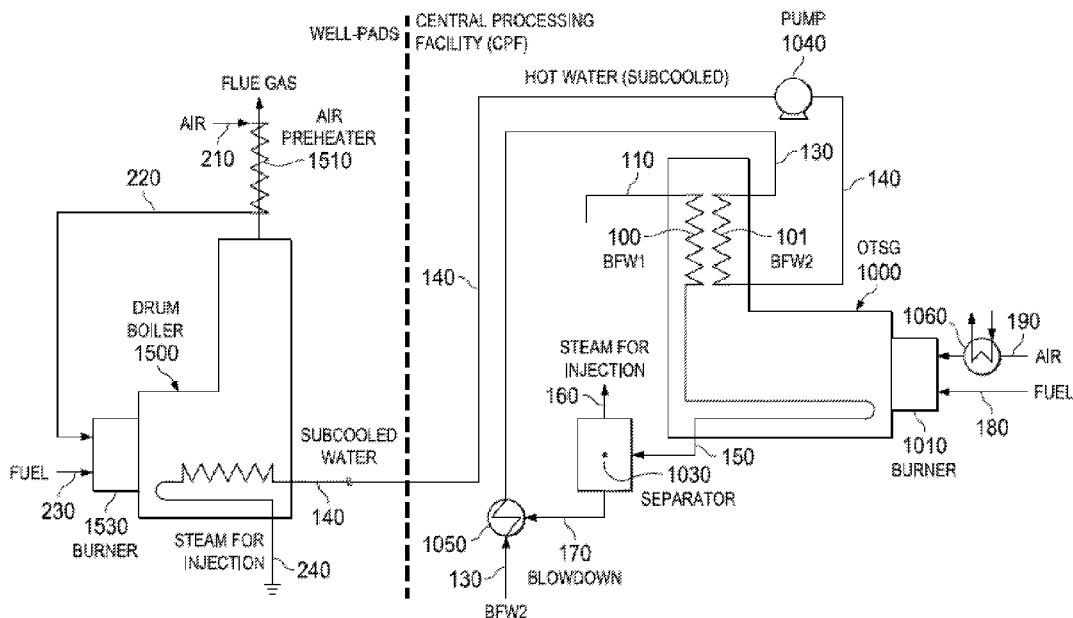 WELL-PADS
CENTRAL PROCESSING
FACILITY (CPF)
PUMP
1040
HOT WATER (SUBCOOLED)
FLUE GAS
AIR
AIR
PREHEATER
210
1510
220
130
110
140
100
101
BFW1
BFW2
OTSG
1000
140
DRUM
BOILER
1500
1060
190
AIR
STEAM FOR
INJECTION
160
FUEL
180
1010
BURNER
150
SUBCOOLED
WATER
1030
SEPARATOR
FUEL
230
1530
BURNER
140
STEAM FOR
INJECTION
240
1050
170
BLOWDOWN
130
BFW2